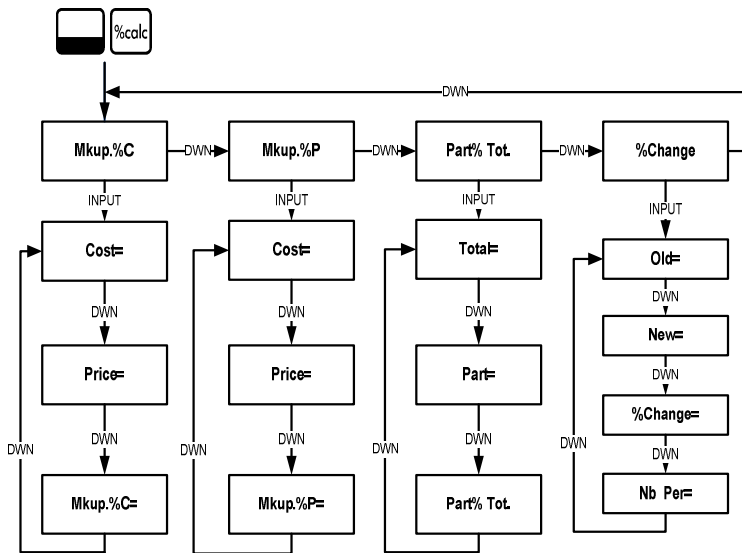 %calc
DWN
Mkup.%C
DWN
Mkup.%P
DWN
Part% Tot.
DWN
%Change
INPUT
INPUT
INPUT
INPUT
Cost=
Cost=
Total=
Old=
DWN
DWN
DWN
DWN
New=
Price=
Price=
Part=
DWN
%Change=
DWN
DWN
DWN
DWN
DWN
DWN
DWN
DWN
Mkup.%C=
Mkup.%P=
Part% Tot.
Nb Per=